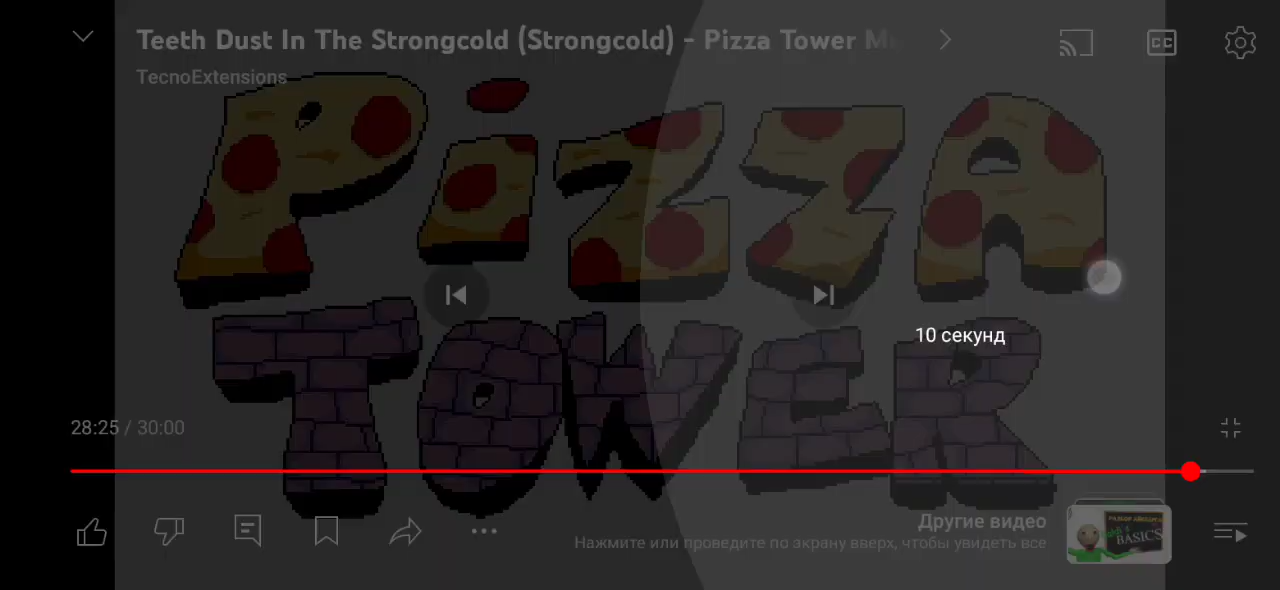 Teeth Dust In The Strongcold (Strongcold) - Pizza Tower
TecnoExtensions
CC
PizzA
TOWER
10 секунд
28:25 / 30:00
Другие видео
Нажмите или проведите по экрану вверх, чтобы увидеть все
BASICS